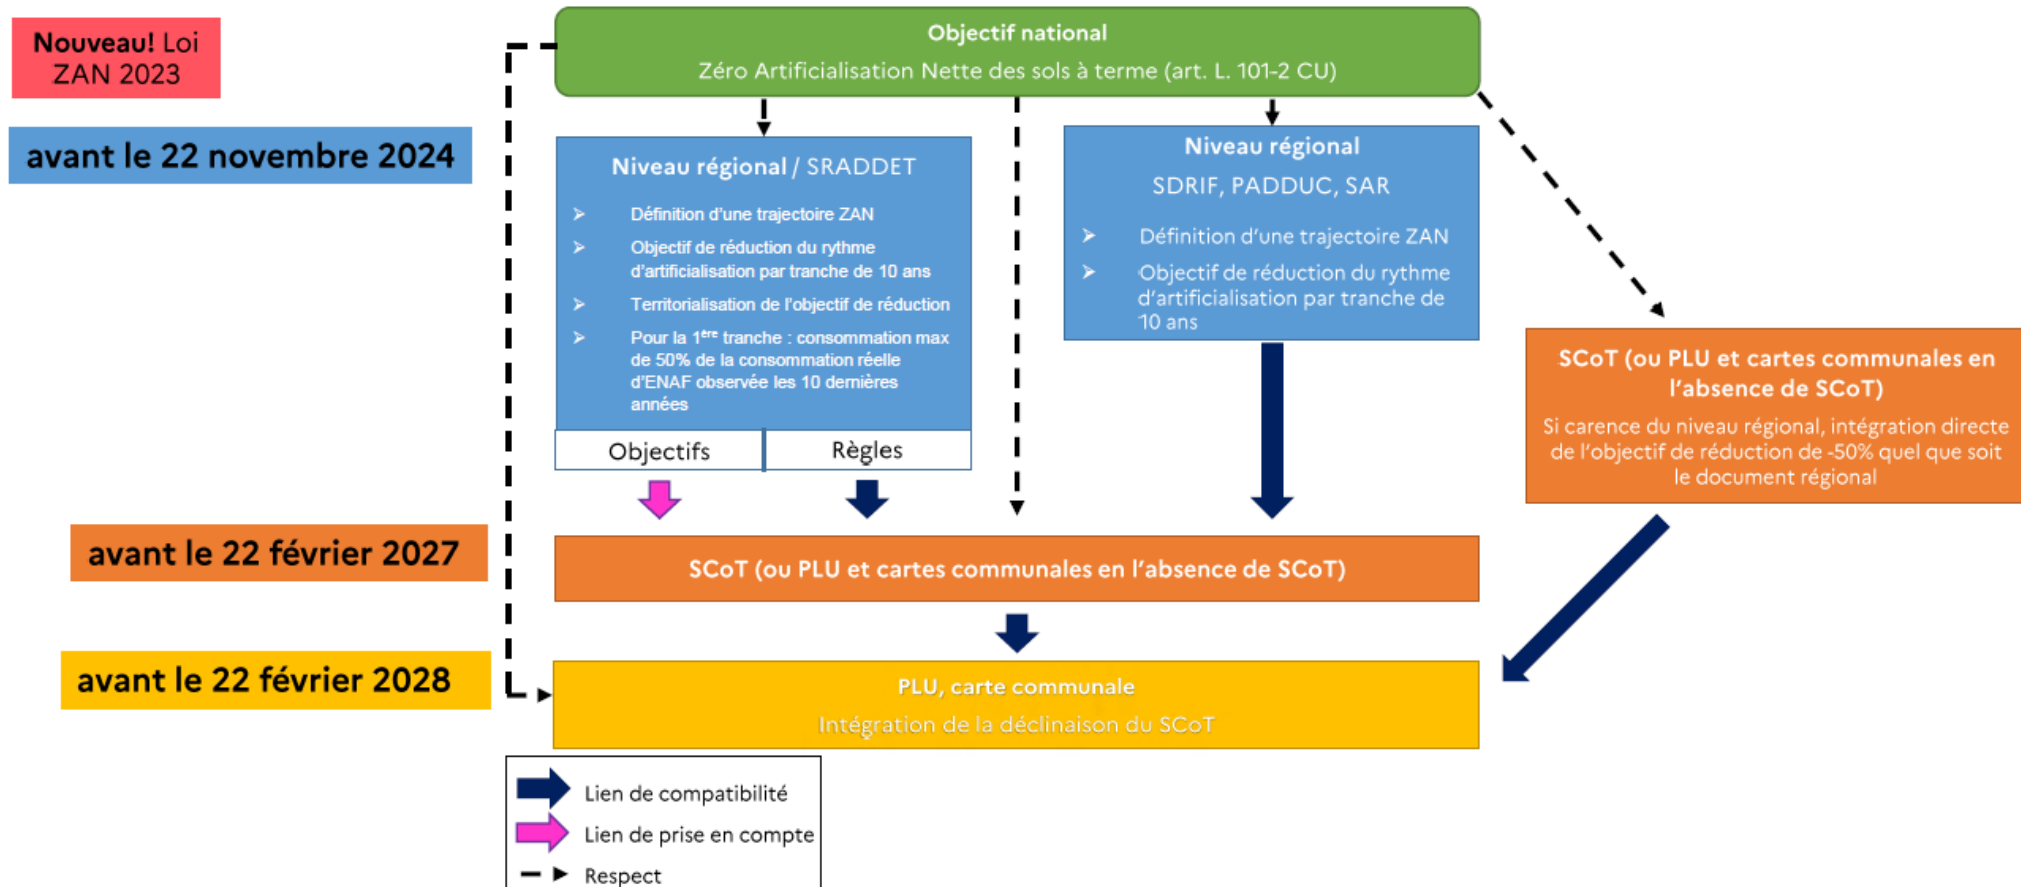 Nouveau! Loi
ZAN 2023
Objectif national
Zéro Artificialisation Nette des sols à terme (art. L. 101-2 CU)
avant le 22 novembre 2024
Niveau régional / SRADDET
➢ Définition d'une trajectoire ZAN
➢ Objectif de réduction du rythme
d'artificialisation par tranche de 10 ans
➢ Territorialisation de l'objectif de réduction
➢ Pour la 1ère tranche : consommation max
de 50% de la consommation réelle
d'ENAF observée les 10 dernières
années
Objectifs
Règles
Niveau régional
SDRIF, PADDUC, SAR
➢ Définition d'une trajectoire ZAN
➢ Objectif de réduction du rythme
d'artificialisation par tranche de
10 ans
SCoT (ou PLU et cartes communales en
l'absence de SCoT)
Si carence du niveau régional, intégration directe
de l'objectif de réduction de -50% quel que soit
le document régional
avant le 22 février 2027
SCoT (ou PLU et cartes communales en l'absence de SCoT)
avant le 22 février 2028
PLU, carte communale
Intégration de la déclinaison du SCoT
Lien de compatibilité
Lien de prise en compte
Respect